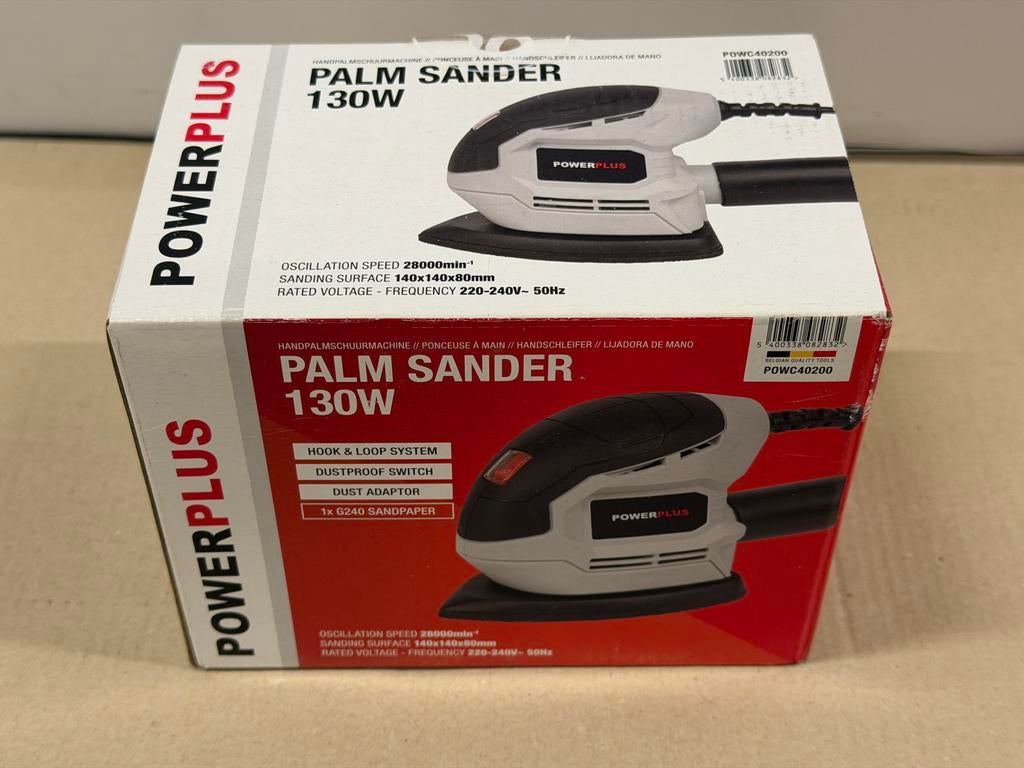 HANDPALMSCHUURMACHINE // PONCEUSE À MAIN // HANDSCHLEIFER // LIJADORA DE MANO
PALM SANDER
130W
POWC40200
5 400338 082832
POWERPLUS
POWERPLUS
OSCILLATION SPEED 28000min-1
SANDING SURFACE 140x140x80mm
RATED VOLTAGE - FREQUENCY 220-240V~ 50Hz
HANDPALMSCHUURMACHINE // PONCEUSE À MAIN // HANDSCHLEIFER // LIJADORA DE MANO
PALM SANDER
130W
5 400338 082832
BELGIAN QUALITY TOOLS
POWC40200
HOOK & LOOP SYSTEM
DUSTPROOF SWITCH
DUST ADAPTOR
1x G240 SANDPAPER
POWERPLUS
POWERPLUS
OSCILLATION SPEED 28000min-1
SANDING SURFACE 140x140x80mm
RATED VOLTAGE - FREQUENCY 220-240V~ 50Hz